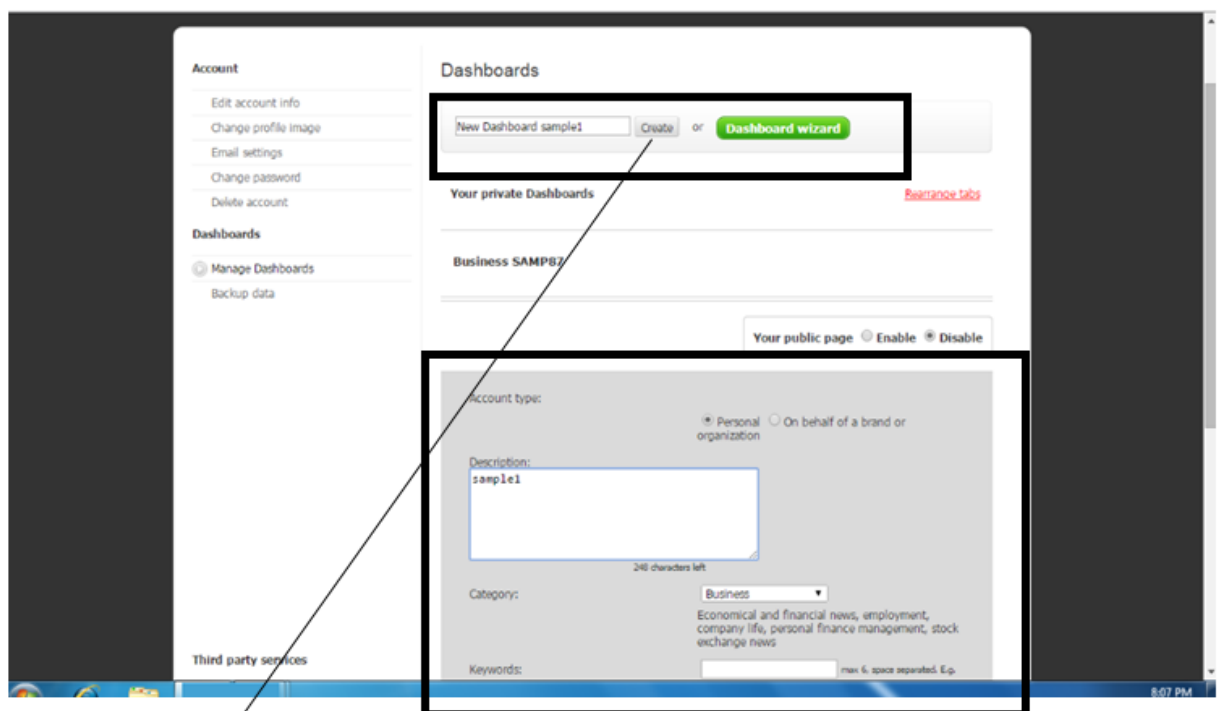 Account
Edit account info
Change profile image
Email settings
Change password
Delete account
Dashboards
Manage Dashboards
Backup data
Third party services
Dashboards
New Dashboard sample1 Create or Dashboard wizard
Your private Dashboards Rearrange tabs
Business SAMP87
Your public page Enable Disable
Account type:
Personal On behalf of a brand or
organization
Description:
sample1
248 characters left
Category: Business
Economical and financial news, employment,
company life, personal finance management, stock
exchange news
Keywords: max 6, space separated. E.g.
8:07 PM